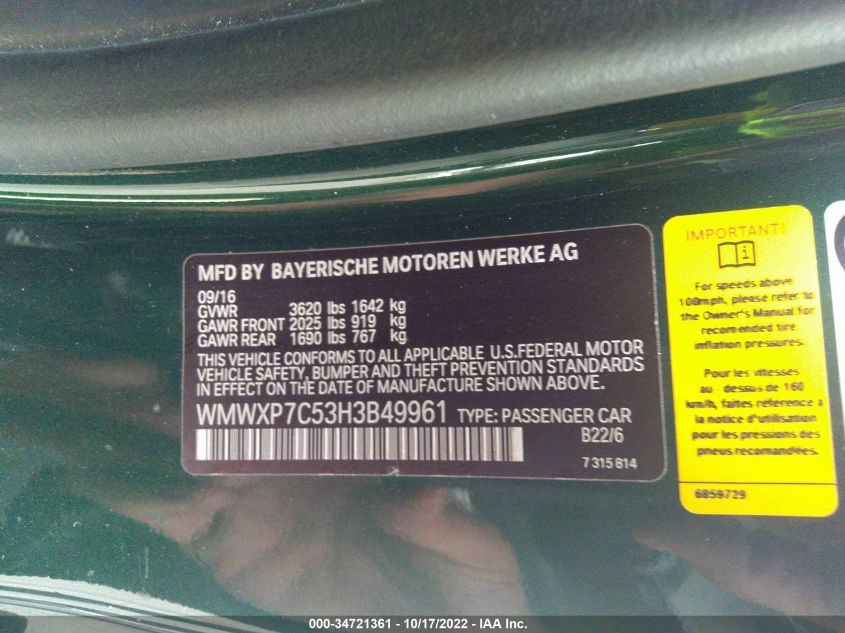 MFD BY BAYERISCHE MOTOREN WERKE AG
09/16
GVWR 3620 lbs 1642 kg
GAWR FRONT 2025 lbs 919 kg
GAWR REAR 1690 lbs 767 kg
THIS VEHICLE CONFORMS TO ALL APPLICABLE U.S.FEDERAL MOTOR
VEHICLE SAFETY, BUMPER AND THEFT PREVENTION STANDARDS
IN EFFECT ON THE DATE OF MANUFACTURE SHOWN ABOVE.
WMWXP7C53H3B49961 TYPE: PASSENGER CAR
B22/6
7 315 814
IMPORTANT!
For speeds above
100mph, please refer to
the Owner's Manual for
recommended tire
inflation pressures.
Pour les vitesses
au - dessus de 160
km/h, faites référence à
la notice d'utilisation
pour les pressions des
pneus recomandées.
6859729
000-34721361 - 10/17/2022 - IAA Inc.